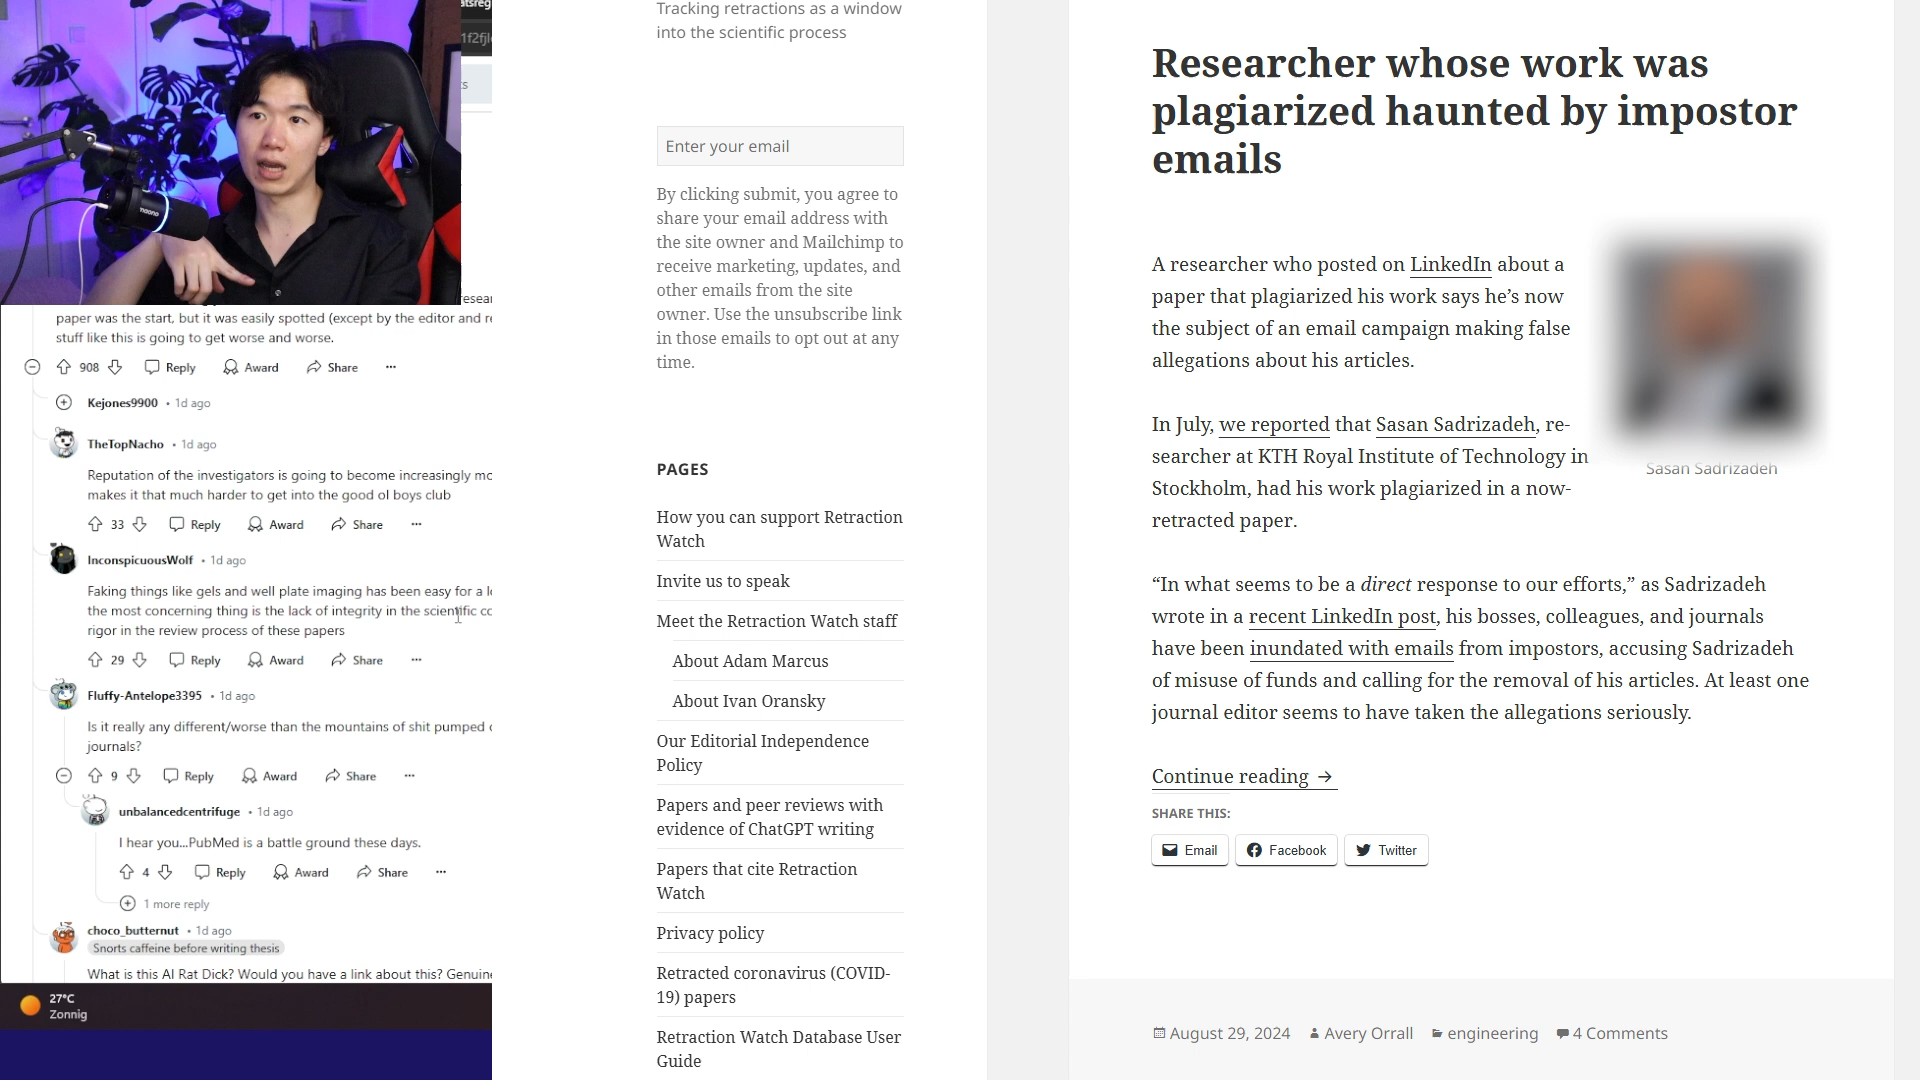 maono
paper was the start, but it was easily spotted (except by the editor and
stuff like this is going to get worse and worse.
908 Reply Award Share ...
Kejones9900 • 1d ago
TheTopNacho • 1d ago
Reputation of the investigators is going to become increasingly
makes it that much harder to get into the good ol boys club
33 Reply Award Share ...
InconspicuousWolf • 1d ago
Faking things like gels and well plate imaging has been easy for a
the most concerning thing is the lack of integrity in the scientific
rigor in the review process of these papers
29 Reply Award Share ...
Fluffy-Antelope3395 • 1d ago
Is it really any different/worse than the mountains of shit pumped
journals?
9 Reply Award Share ...
unbalancedcentrifuge • 1d ago
I hear you...PubMed is a battle ground these days.
4 Reply Award Share ...
1 more reply
choco_butternut • 1d ago
Snorts caffeine before writing thesis
What is this AI Rat Dick? Would you have a link about this?
27°C
Zonnig
Tracking retractions as a window
into the scientific process
Enter your email
By clicking submit, you agree to
share your email address with
the site owner and Mailchimp to
receive marketing, updates, and
other emails from the site
owner. Use the unsubscribe link
in those emails to opt out at any
time.
PAGES
How you can support Retraction
Watch
Invite us to speak
Meet the Retraction Watch staff
About Adam Marcus
About Ivan Oransky
Our Editorial Independence
Policy
Papers and peer reviews with
evidence of ChatGPT writing
Papers that cite Retraction
Watch
Privacy policy
Retracted coronavirus (COVID-
19) papers
Retraction Watch Database User
Guide
Researcher whose work was
plagiarized haunted by impostor
emails
A researcher who posted on LinkedIn about a
paper that plagiarized his work says he’s now
the subject of an email campaign making false
allegations about his articles.
In July, we reported that Sasan Sadrizadeh, re-
searcher at KTH Royal Institute of Technology in
Stockholm, had his work plagiarized in a now-
retracted paper.
Sasan Sadrizadeh
“In what seems to be a direct response to our efforts,” as Sadrizadeh
wrote in a recent LinkedIn post, his bosses, colleagues, and journals
have been inundated with emails from impostors, accusing Sadrizadeh
of misuse of funds and calling for the removal of his articles. At least one
journal editor seems to have taken the allegations seriously.
Continue reading →
SHARE THIS:
Email Facebook Twitter
August 29, 2024 Avery Orrall engineering 4 Comments